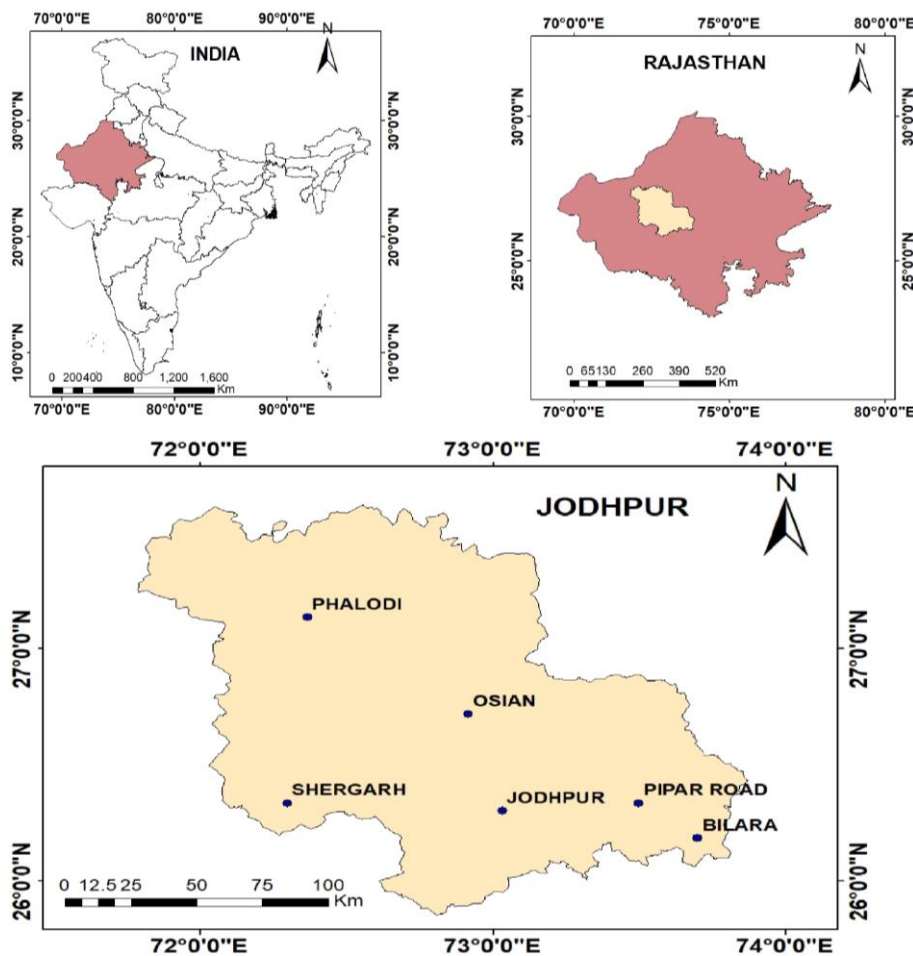 70°0'0"E 80°0'0"E 90°0'0"E
INDIA
N
30°0'0"N
20°0'0"N
10°0'0"N
30°0'0"N
20°0'0"N
10°0'0"N
0 200400 800 1,200 1,600
Km
70°0'0"E 80°0'0"E 90°0'0"E
70°0'0"E 75°0'0"E 80°0'0"E
RAJASTHAN
N
30°0'0"N
25°0'0"N
30°0'0"N
25°0'0"N
0 65130 260 390 520
Km
70°0'0"E 75°0'0"E 80°0'0"E
72°0'0"E 73°0'0"E 74°0'0"E
JODHPUR
N
PHALODI
27°0'0"N
27°0'0"N
OSIAN
SHERGARH
JODHPUR
PIPAR ROAD
BILARA
26°0'0"N
26°0'0"N
0 12.5 25 50 75 100
Km
72°0'0"E 73°0'0"E 74°0'0"E